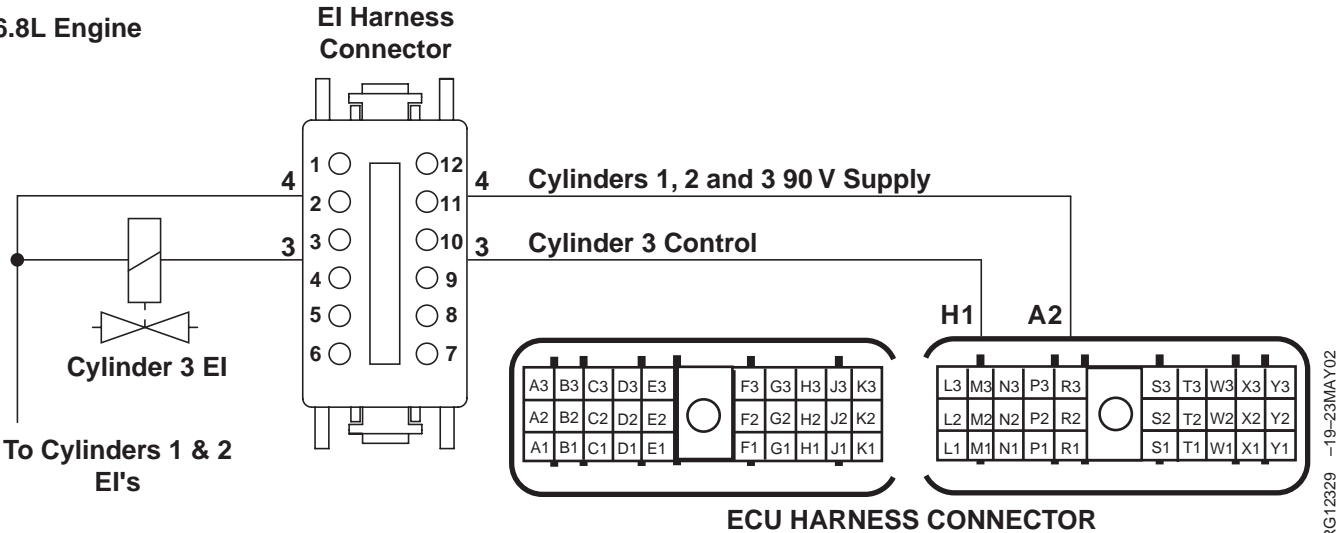 6.8L Engine
EI Harness
Connector
1 12
4 4 Cylinders 1, 2 and 3 90 V Supply
2 11
3 3 10 3 Cylinder 3 Control
4 9
5 8
6 7
H1 A2
Cylinder 3 EI
To Cylinders 1 & 2
EI's
A3 B3 C3 D3 E3 F3 G3 H3 J3 K3
A2 B2 C2 D2 E2 F2 G2 H2 J2 K2
A1 B1 C1 D1 E1 F1 G1 H1 J1 K1
L3 M3 N3 P3 R3 S3 T3 W3 X3 Y3
L2 M2 N2 P2 R2 S2 T2 W2 X2 Y2
L1 M1 N1 P1 R1 S1 T1 W1 X1 Y1
ECU HARNESS CONNECTOR
RG12329 –19–23MAY02